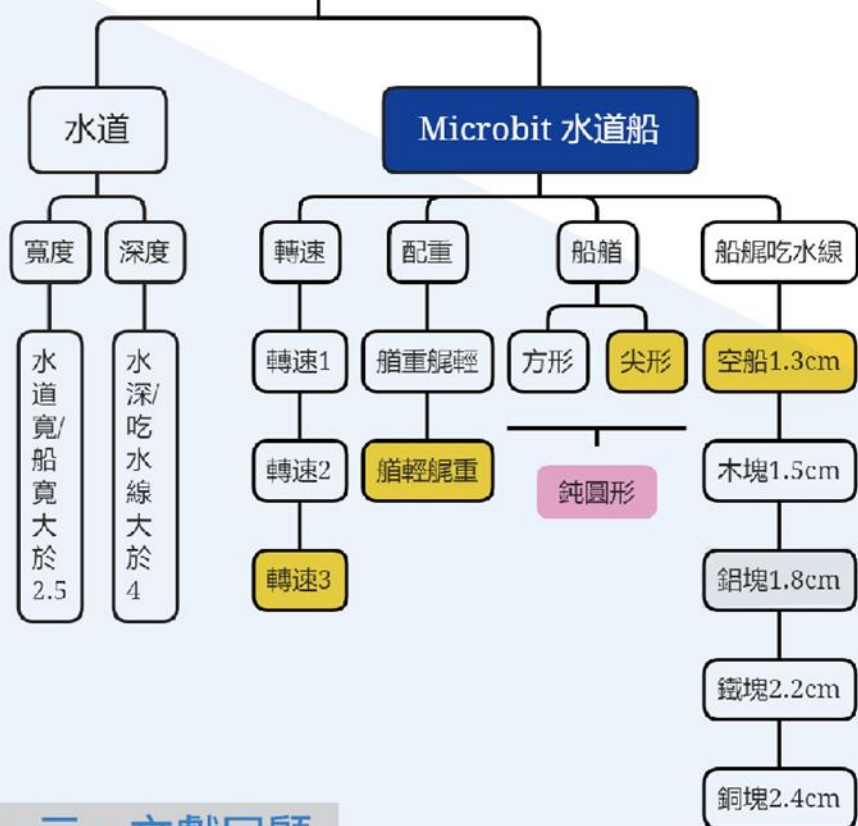 水道
Microbit 水道船
寬度
深度
轉速
配重
船艏
船艉吃水線
水
道
寬/
船
寬
大
於
2.5
水
深/
吃
水
線
大
於
4
轉速1
艏重艉輕
方形
尖形
空船1.3cm
轉速2
艏輕艉重
鈍圓形
木塊1.5cm
轉速3
鋁塊1.8cm
鐵塊2.2cm
銅塊2.4cm